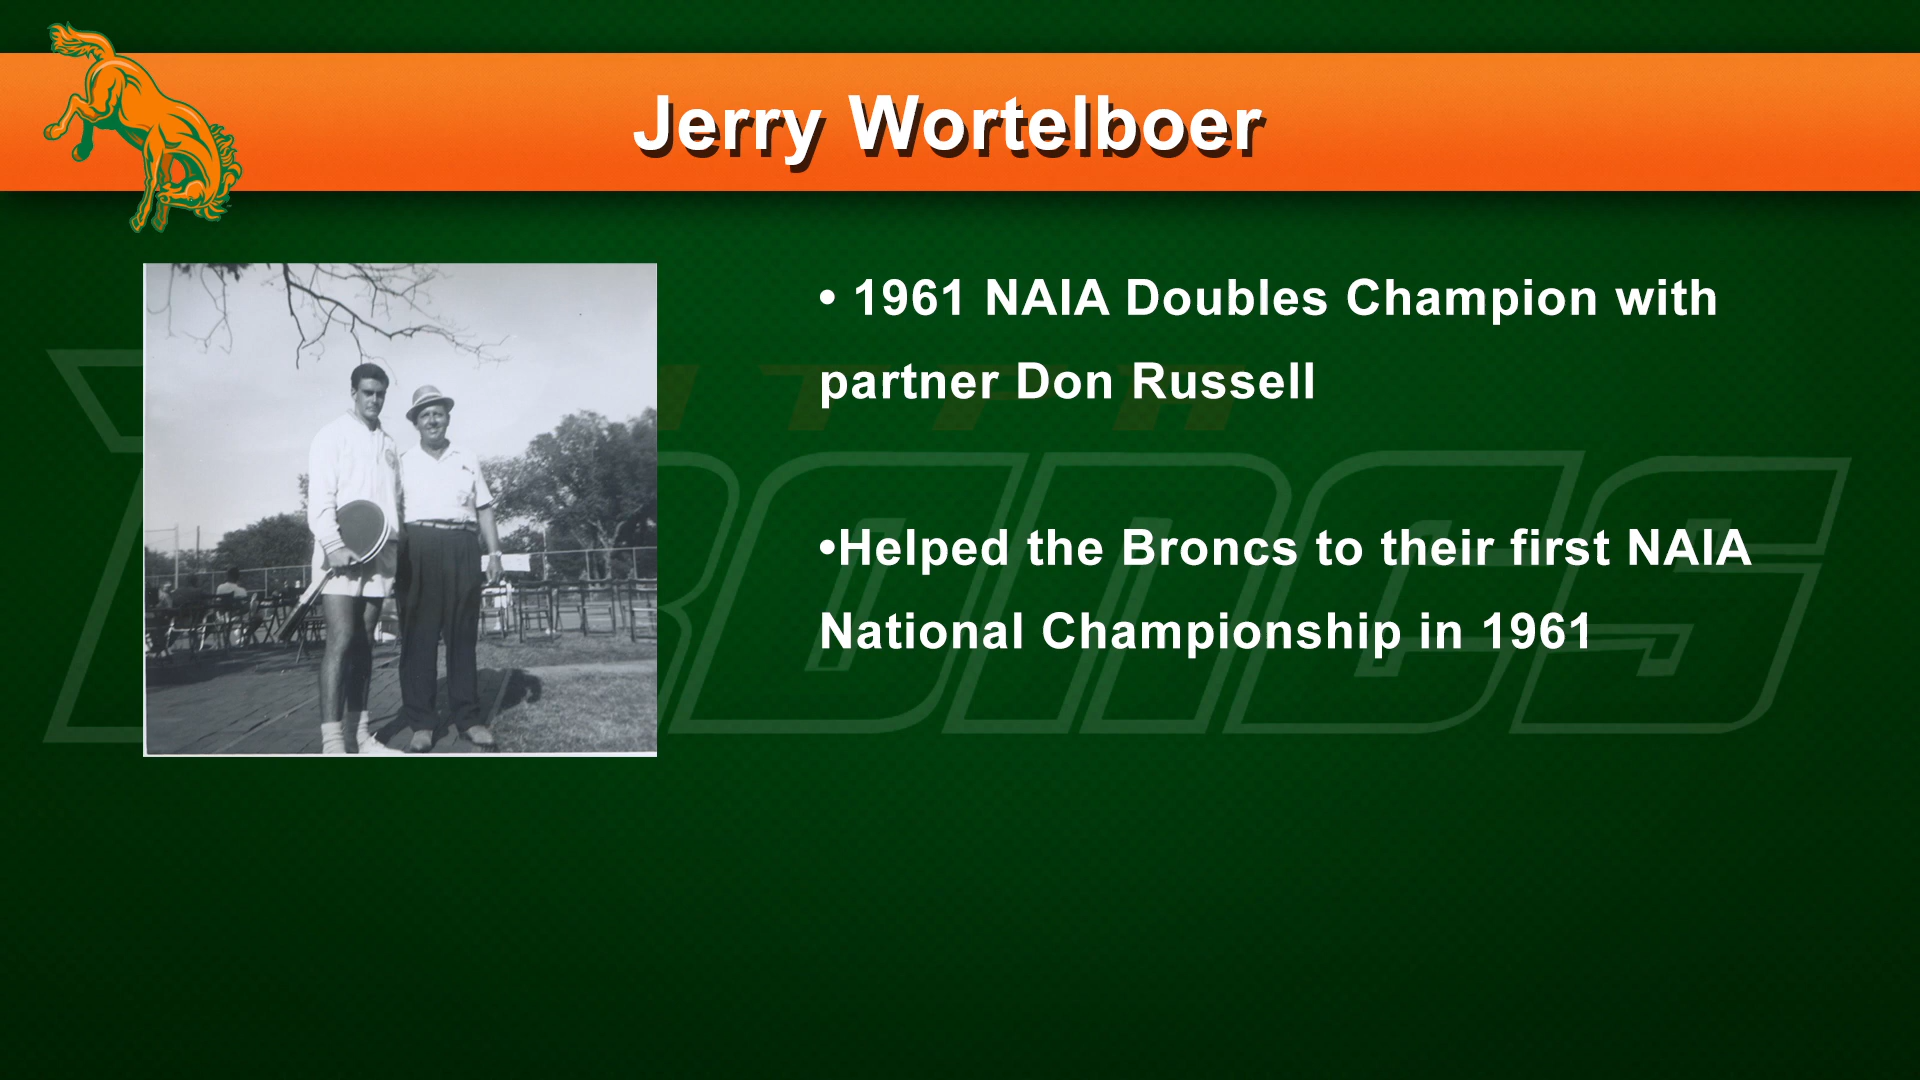 Jerry Wortelboer
• 1961 NAIA Doubles Champion with
partner Don Russell
•Helped the Broncs to their first NAIA
National Championship in 1961
BRONCS